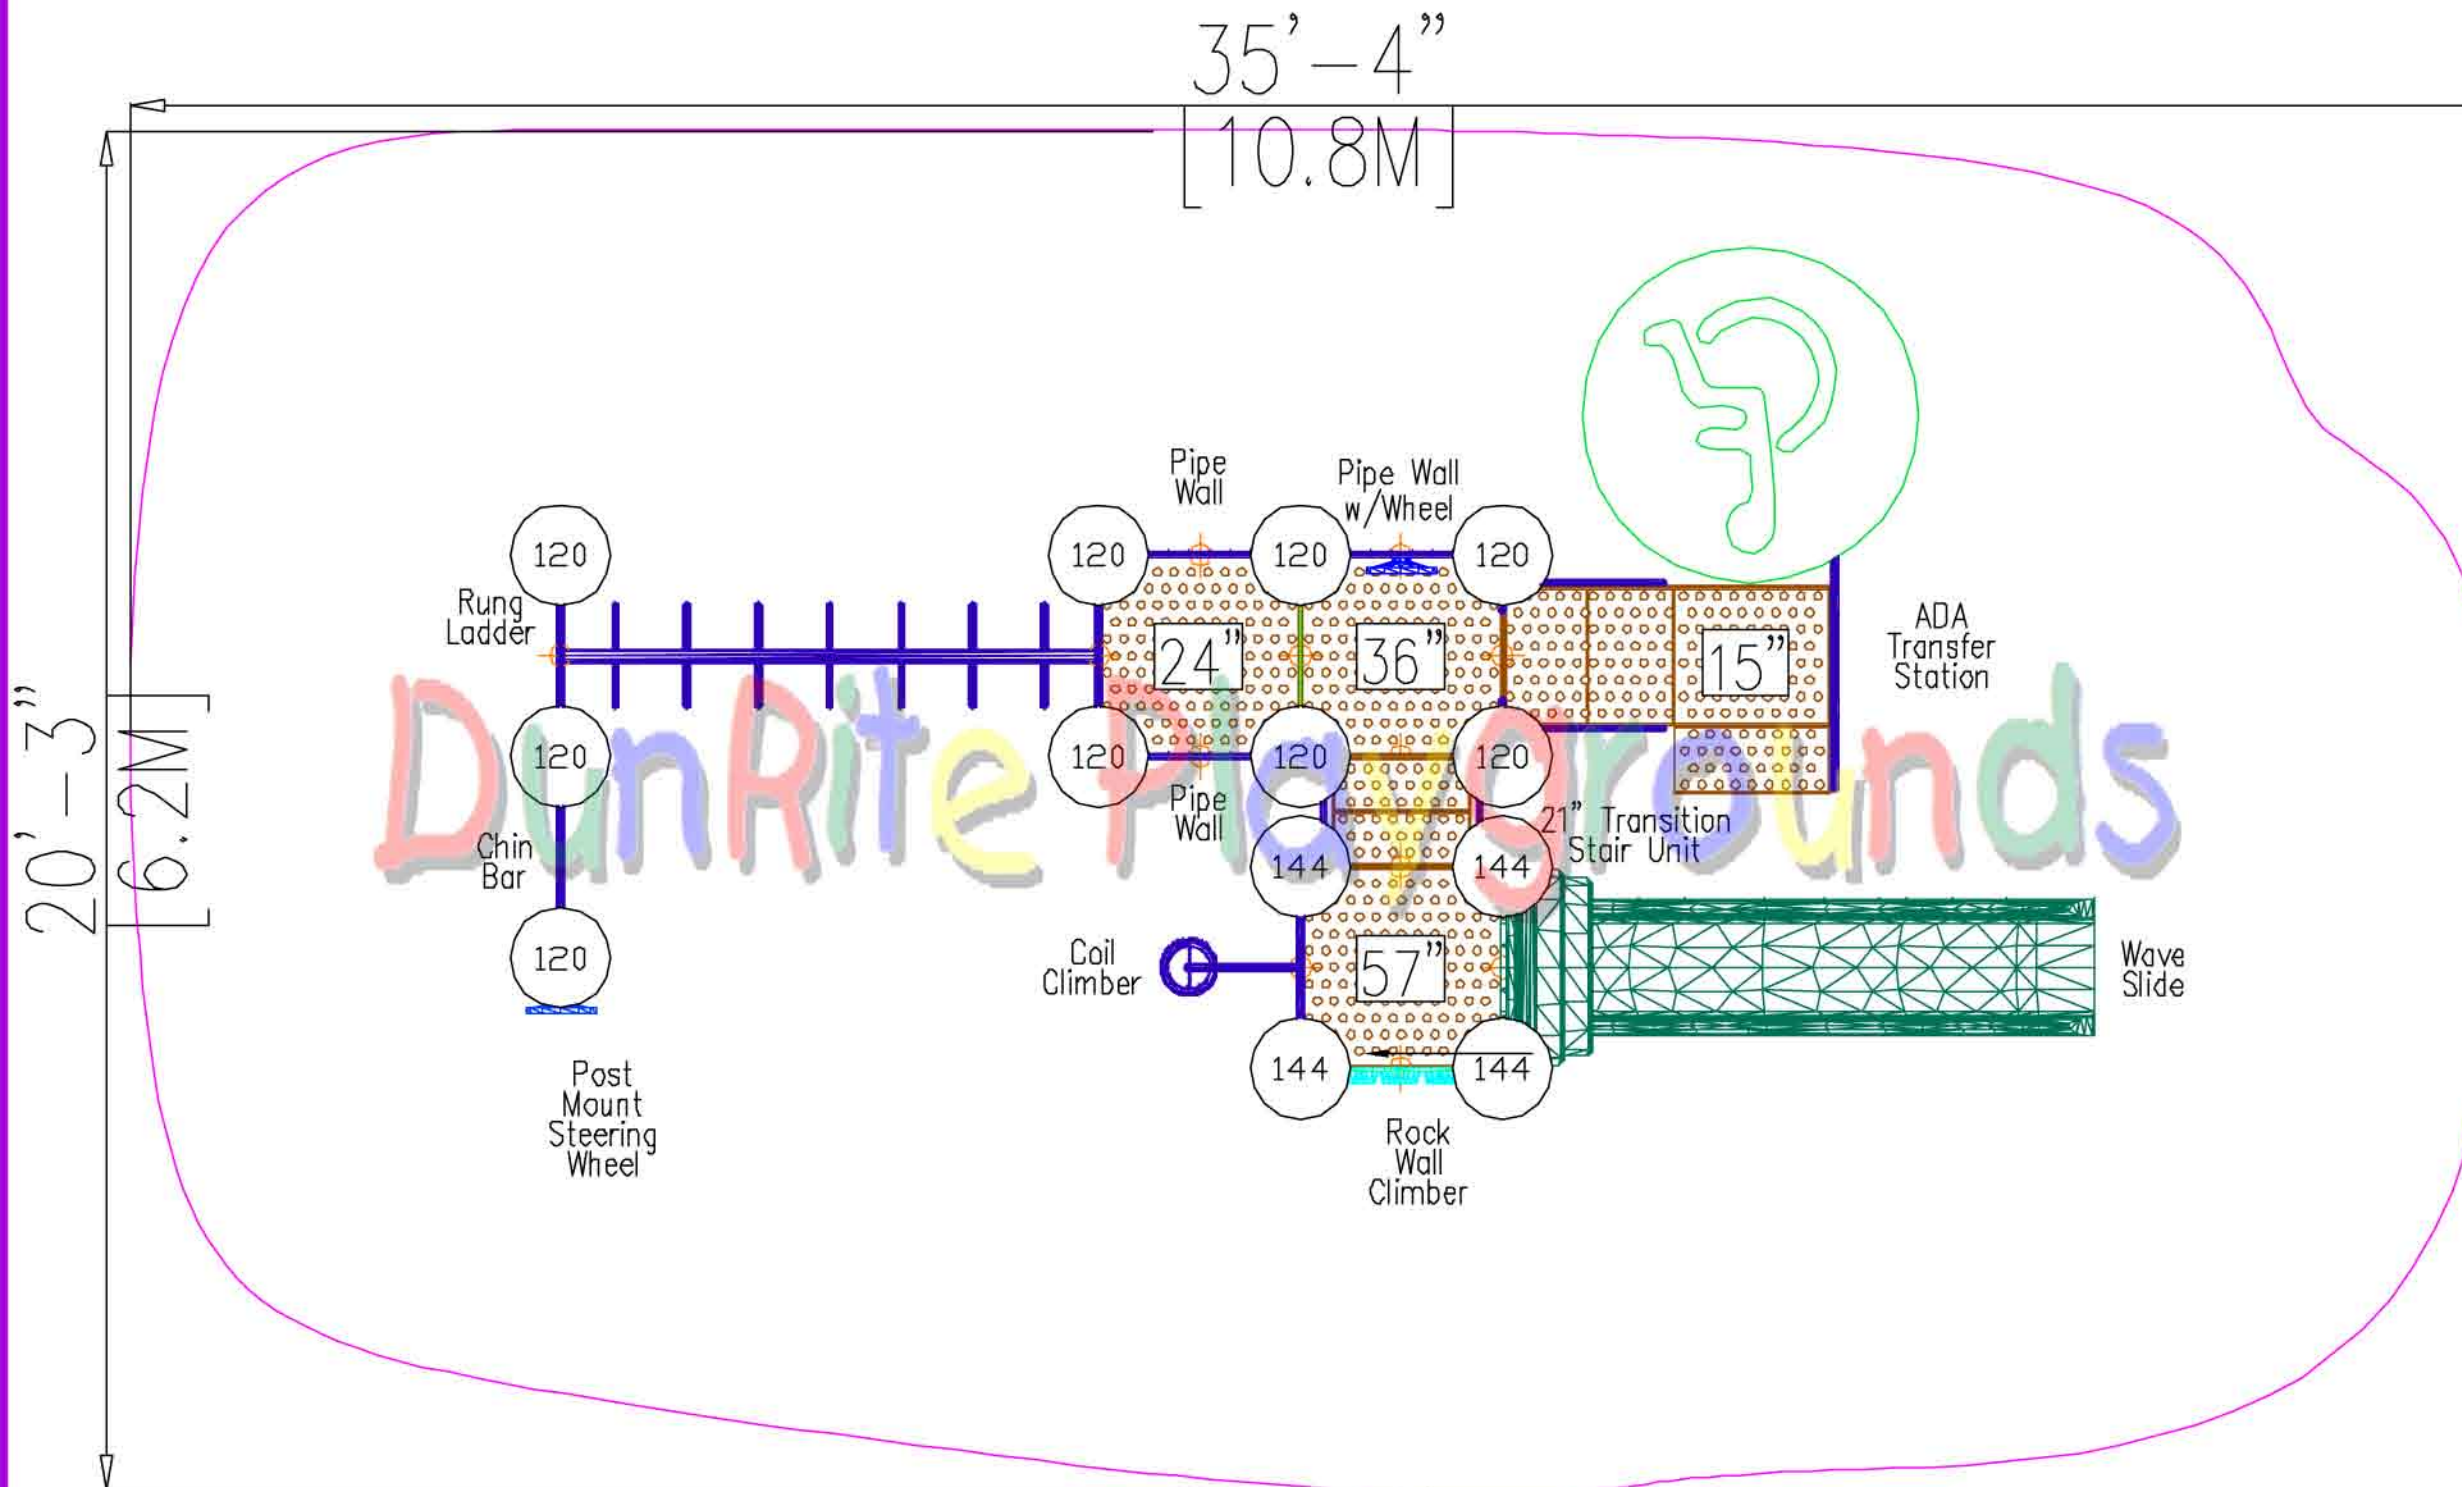 35'-4"
[10.8M]
20'-3"
[6.2M]
Pipe
Wall
Pipe Wall
w/Wheel
120
120
120
120
Rung
Ladder
24"
36"
15"
ADA
Transfer
Station
DunRite Playgrounds
120
120
120
120
Pipe
Wall
21" Transition
Stair Unit
Chin
Bar
144
144
120
Coil
Climber
57"
Wave
Slide
144
144
Post
Mount
Steering
Wheel
Rock
Wall
Climber